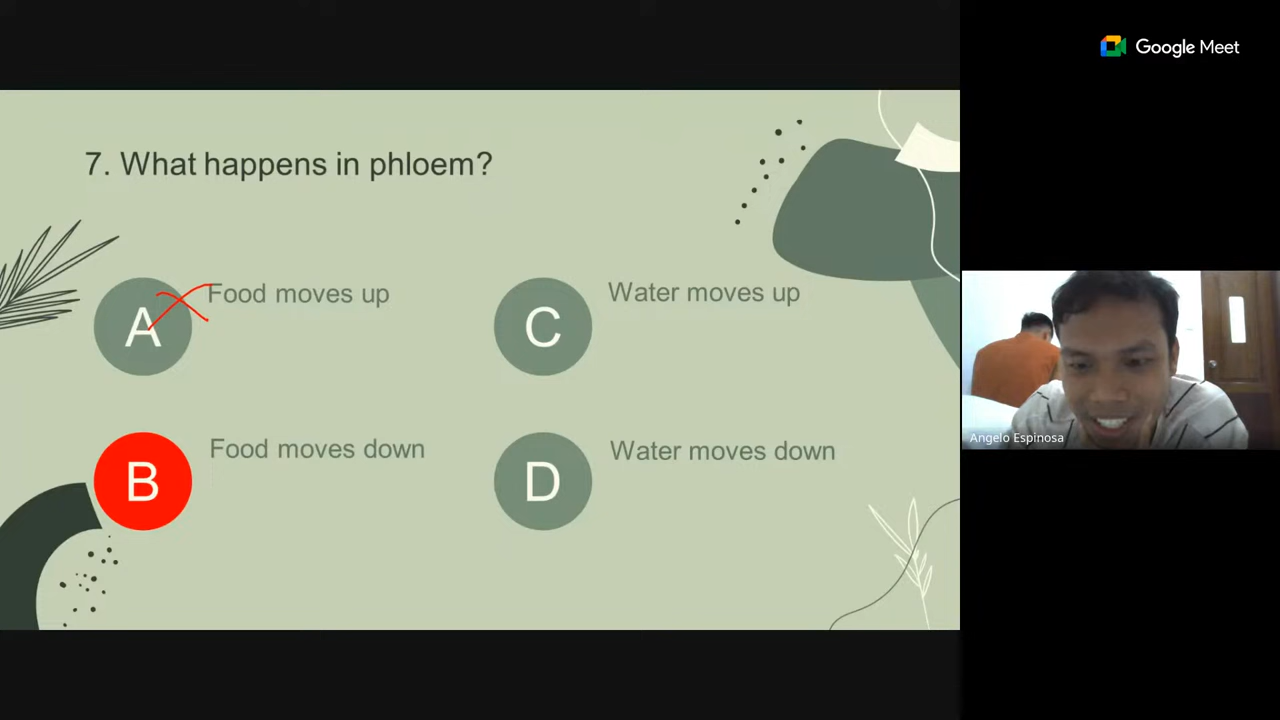 Google Meet
7. What happens in phloem?
A
Food moves up
C
Water moves up
B
Food moves down
D
Water moves down
Angelo Espinosa